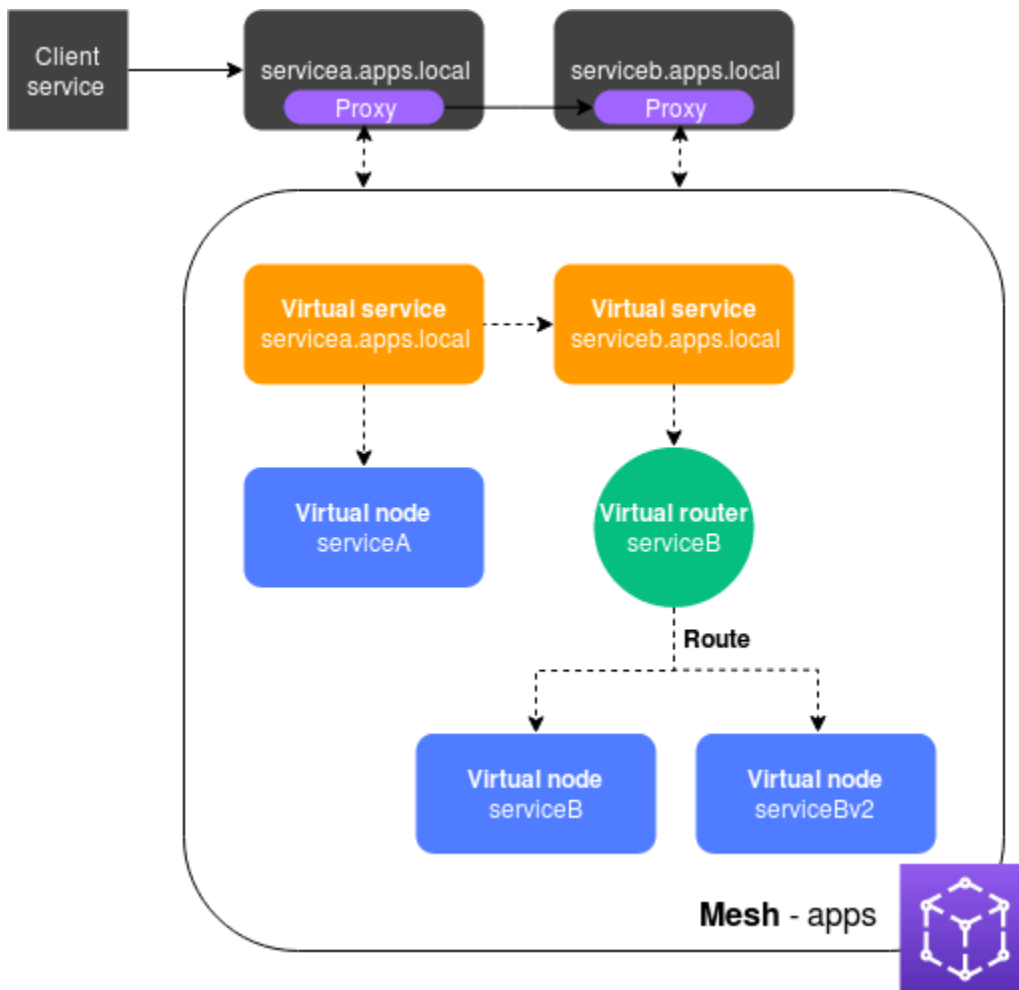 Client
service
servicea.apps.local
Proxy
serviceb.apps.local
Proxy
Virtual service
servicea.apps.local
Virtual service
serviceb.apps.local
Virtual node
serviceA
Virtual router
serviceB
Route
Virtual node
serviceB
Virtual node
serviceBv2
Mesh - apps